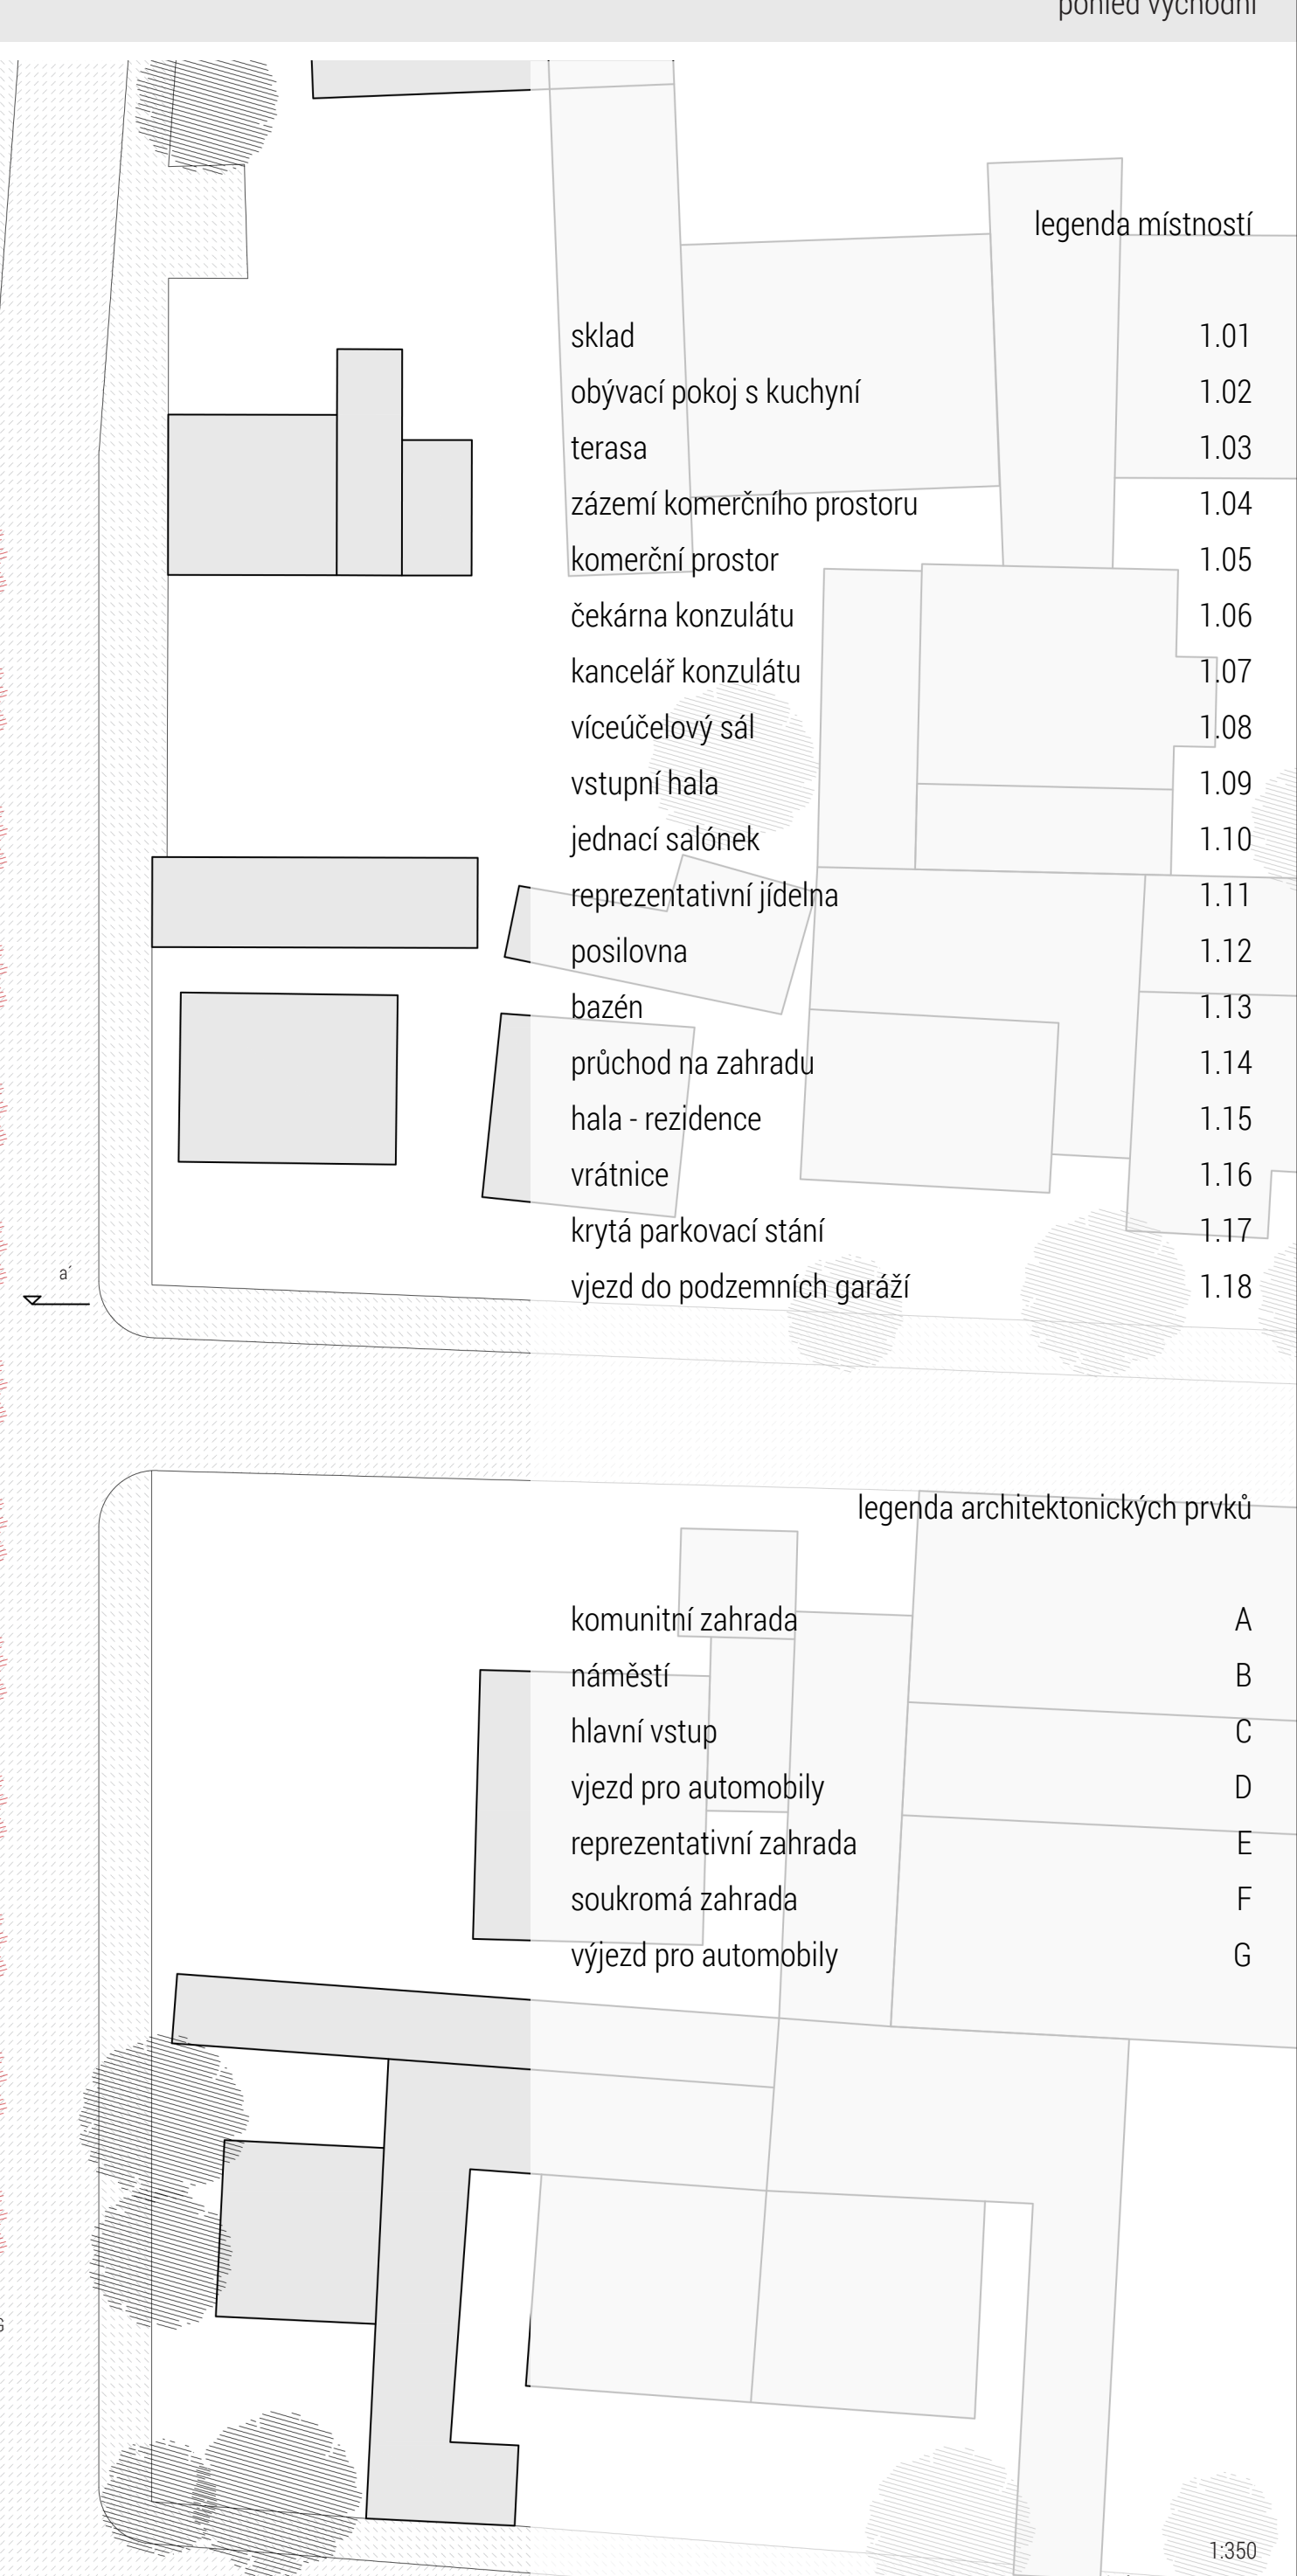 pohled východní
legenda místností
sklad 1.01
obývací pokoj s kuchyní 1.02
terasa 1.03
zázemí komerčního prostoru 1.04
komerční prostor 1.05
čekárna konzulátu 1.06
kancelář konzulátu 1.07
víceúčelový sál 1.08
vstupní hala 1.09
jednací salónek 1.10
reprezentativní jídelna 1.11
posilovna 1.12
bazén 1.13
průchod na zahradu 1.14
hala - rezidence 1.15
vrátnice 1.16
krytá parkovací stání 1.17
a´
vjezd do podzemních garáží 1.18
legenda architektonických prvků
komunitní zahrada A
náměstí B
hlavní vstup C
vjezd pro automobily D
reprezentativní zahrada E
soukromá zahrada F
výjezd pro automobily G
1:350